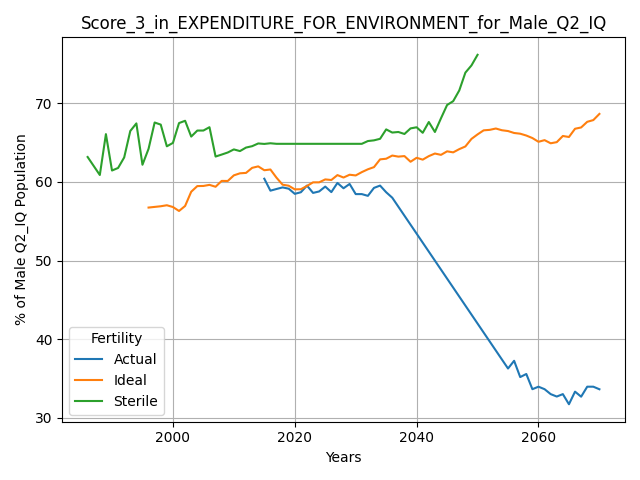 Score_3_in_EXPENDITURE_FOR_ENVIRONMENT_for_Male_Q2_IQ
% of Male Q2_IQ Population
70
60
50
40
30
Fertility
Actual
Ideal
Sterile
2000
2020
2040
2060
Years